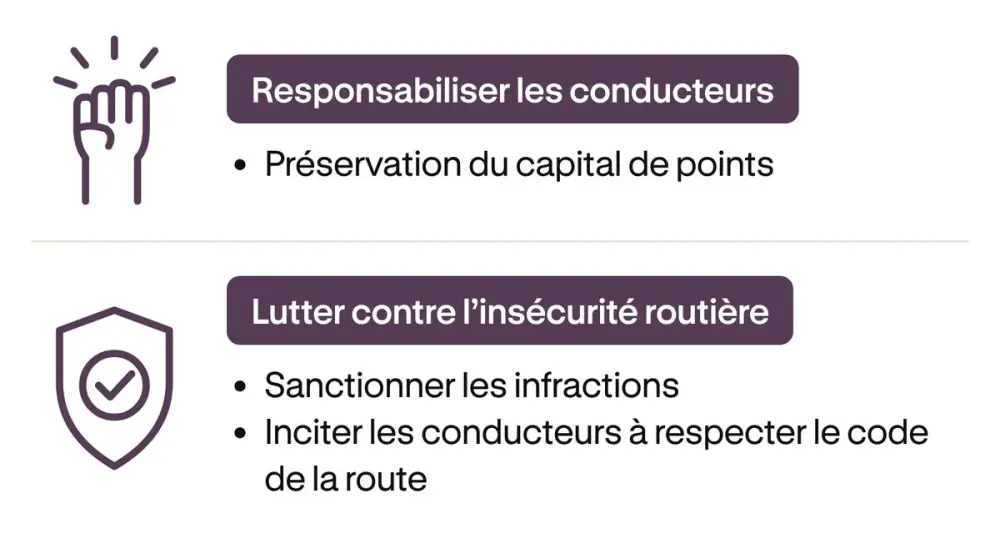 Responsabiliser les conducteurs
• Préservation du capital de points
Lutter contre l’insécurité routière
• Sanctionner les infractions
• Inciter les conducteurs à respecter le code
de la route